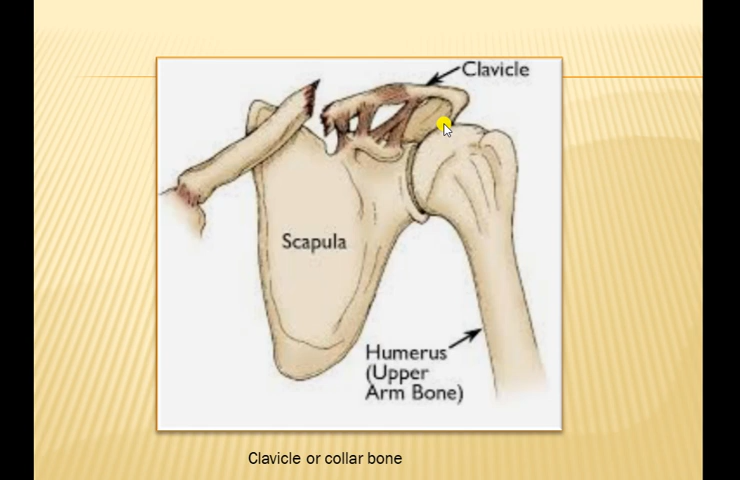 Clavicle
Scapula
Humerus
(Upper
Arm Bone)
Clavicle or collar bone